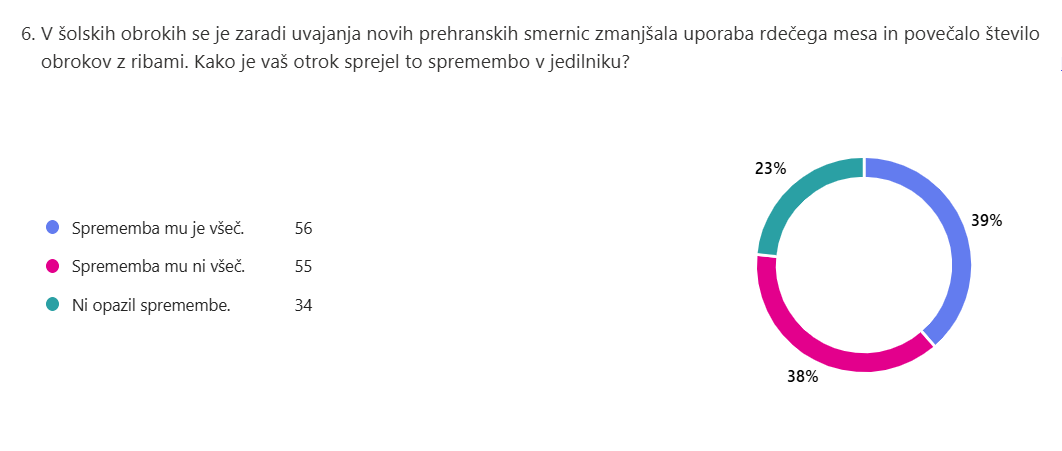 6. V šolskih obrokih se je zaradi uvajanja novih prehranskih smernic zmanjšala uporaba rdečega mesa in povečalo število
obrokov z ribami. Kako je vaš otrok sprejel to spremembo v jedilniku?
23%
39%
Sprememba mu je všeč. 56
Sprememba mu ni všeč. 55
Ni opazil spremembe. 34
38%